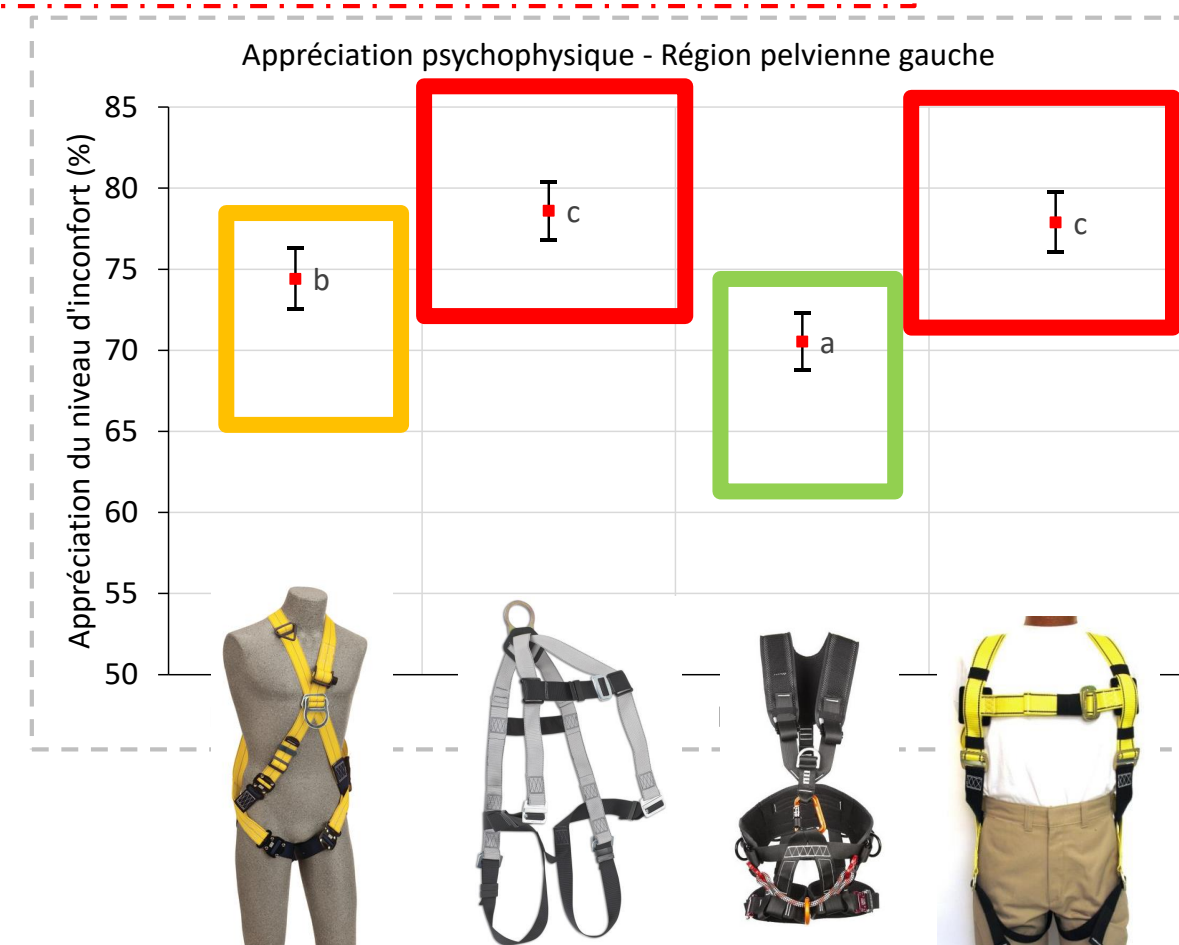 Appréciation psychophysique - Région pelvienne gauche
Appréciation du niveau d'inconfort (%)
85
80
75
70
65
60
55
50
b
c
a
c